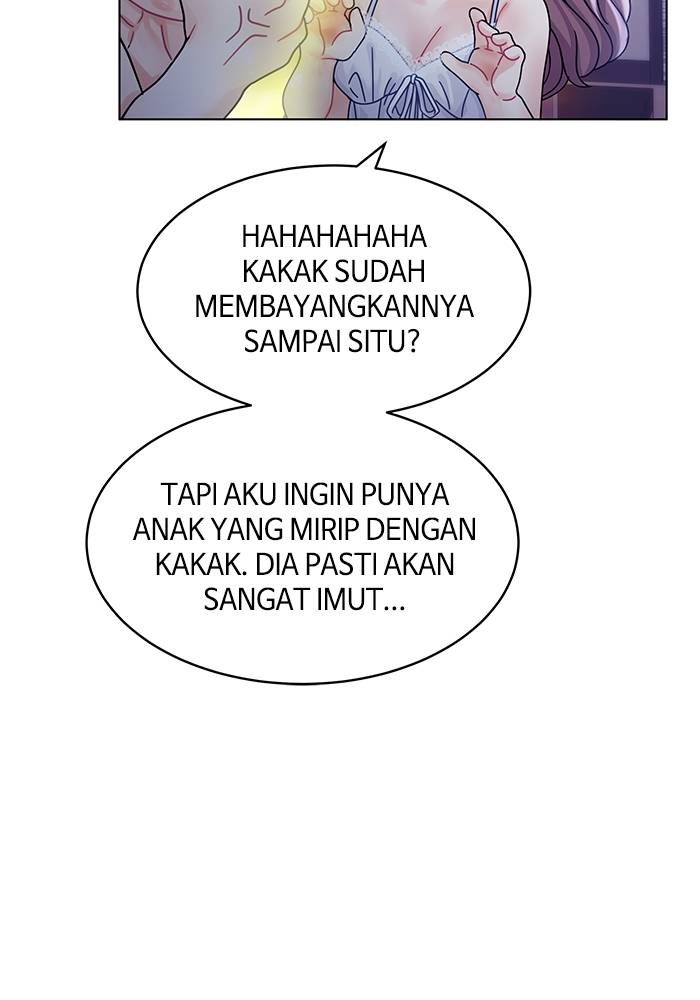 HAHAHAHAHA
KAKAK SUDAH
MEMBAYANGKANNYA
SAMPAI SITU?
TAPI AKU INGIN PUNYA
ANAK YANG MIRIP DENGAN
KAKAK. DIA PASTI AKAN
SANGAT IMUT...